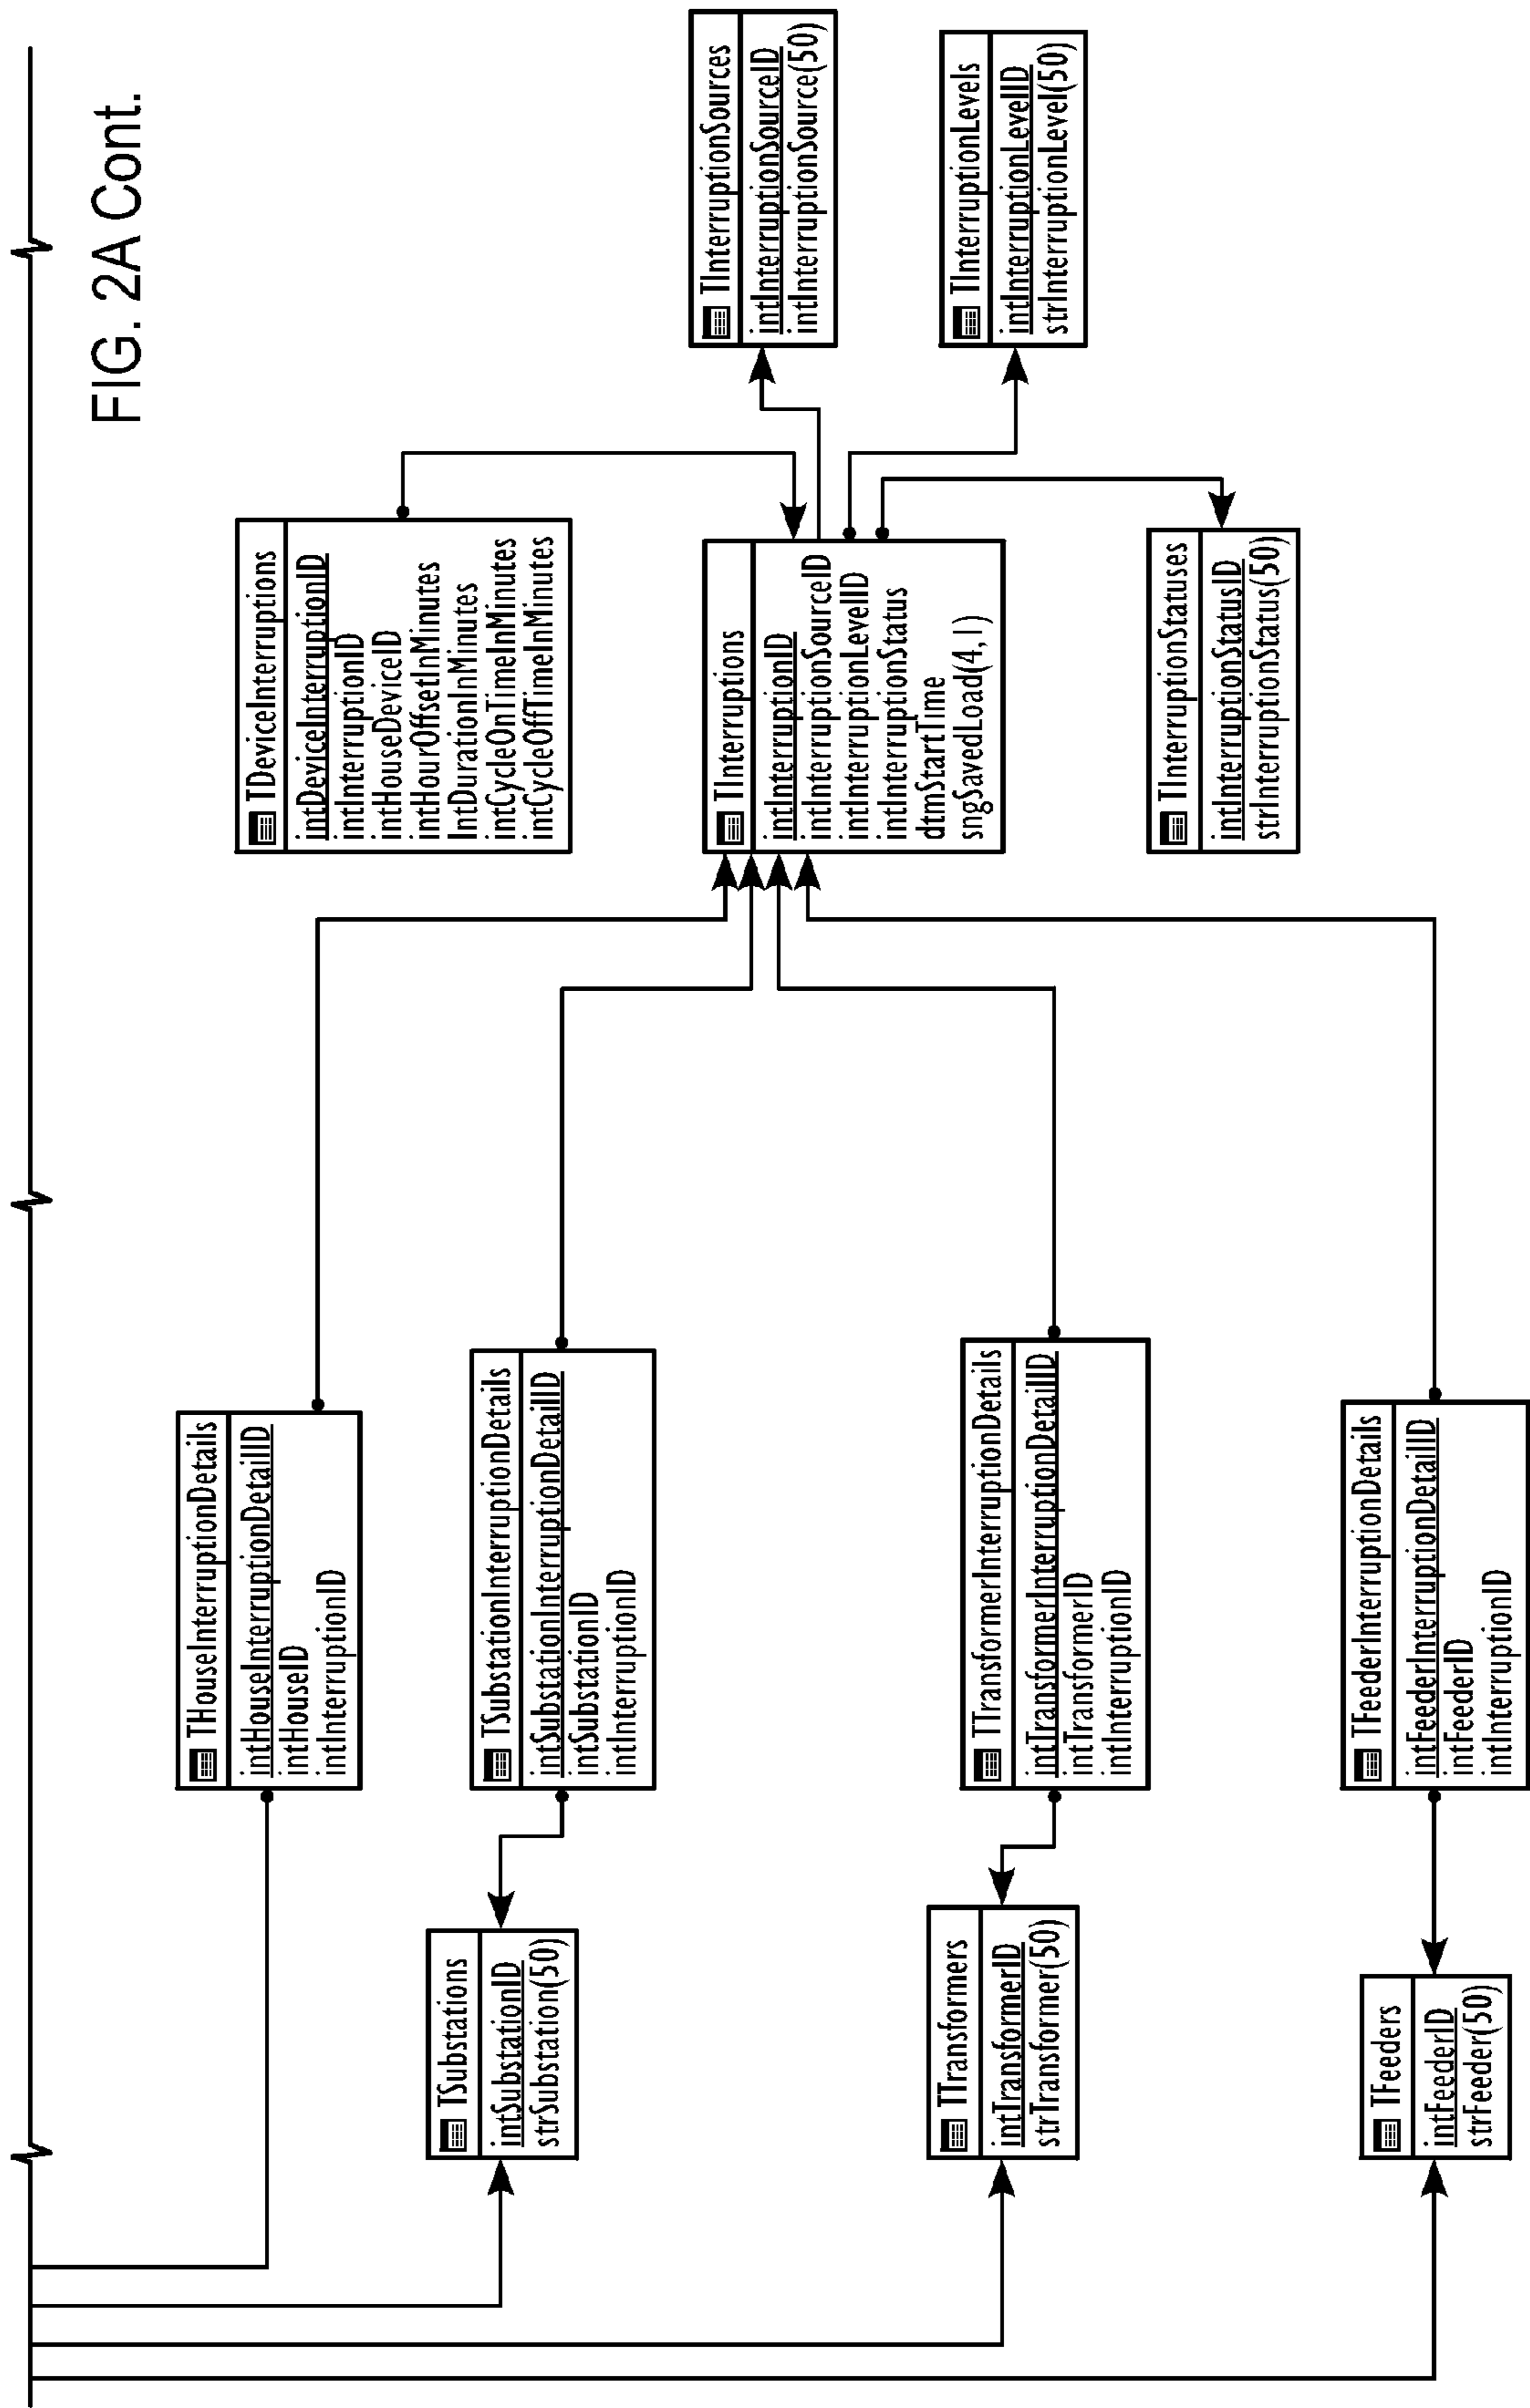 FIG. 2A Cont.
THouseInterruptionDetails
intHouseInterruptionDetailID
intHouseID
intInterruptionID
TSubstations
intSubstationID
strSubstation(50)
TSubstationInterruptionDetails
intSubstationInterruptionDetailID
intSubstationID
intInterruptionID
TTransformers
intTransformerID
strTransformer(50)
TTransformerInterruptionDetails
intTransformerInterruptionDetailID
intTransformerID
intInterruptionID
TFeeders
intFeederID
strFeeder(50)
TFeederInterruptionDetails
intFeederInterruptionDetailID
intFeederID
intInterruptionID
TDeviceInterruptions
intDeviceInterruptionID
intInterruptionID
intHouseDeviceID
intHourOffsetInMinutes
IntDurationInMinutes
intCycleOnTimeInMinutes
intCycleOffTimeInMinutes
TInterruptions
intInterruptionID
intInterruptionSourceID
intInterruptionLevelID
intInterruptionStatus
dtmStartTime
sngSavedLoad(4,1)
TInterruptionStatuses
intInterruptionStatusID
strInterruptionStatus(50)
TInterruptionSources
intInterruptionSourceID
intInterruptionSource(50)
TInterruptionLevels
intInterruptionLevelID
strInterruptionLevel(50)